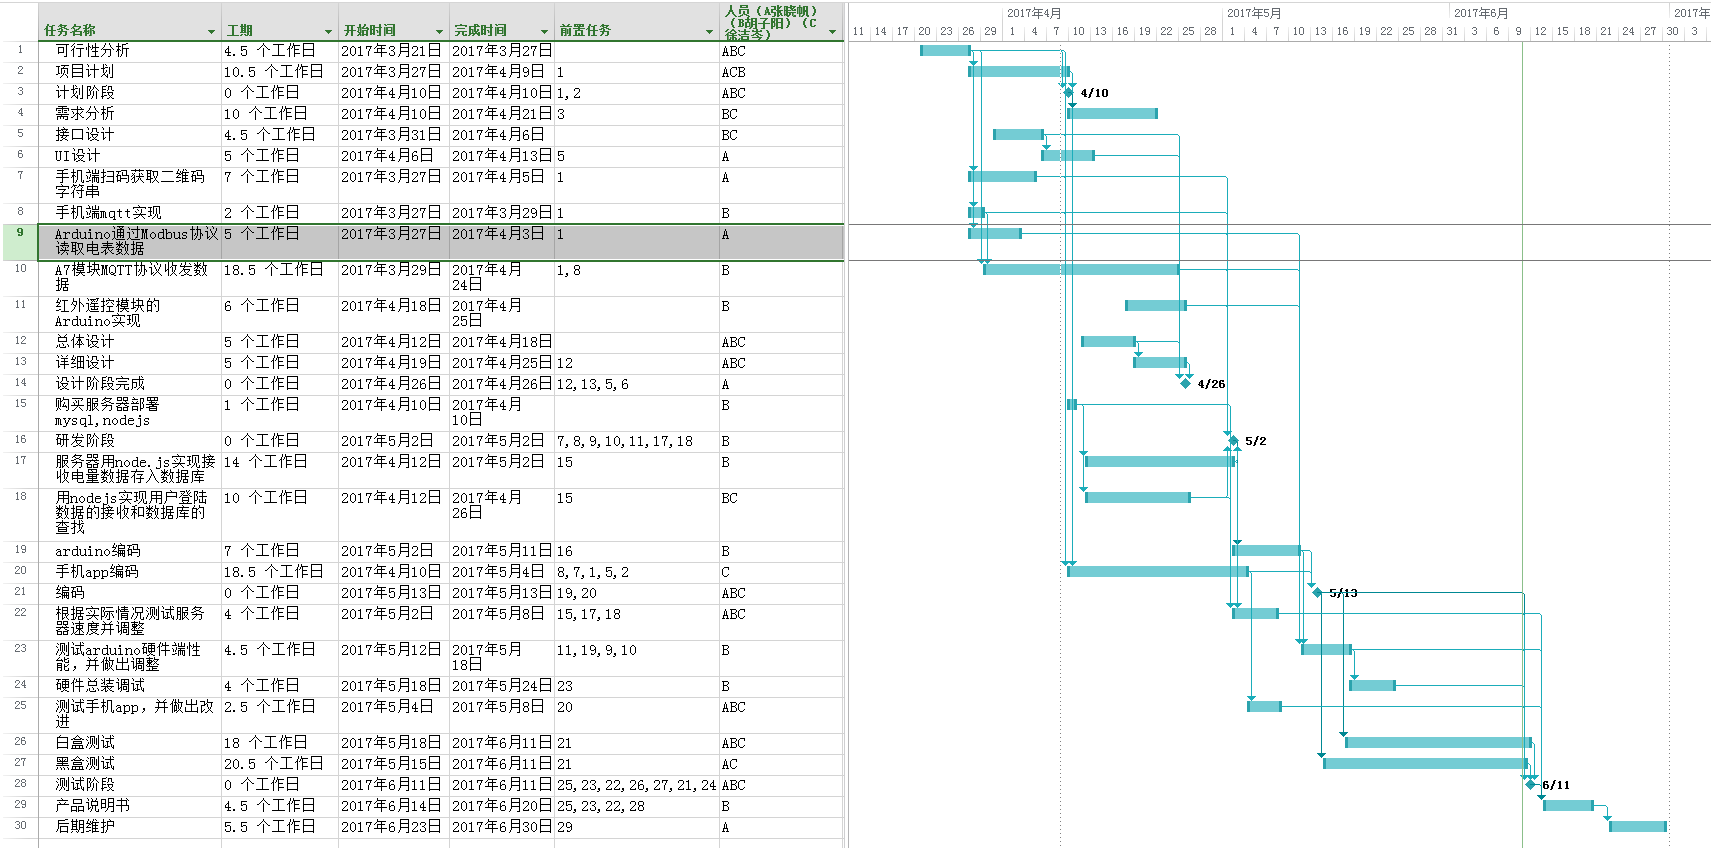 人员（A张晓帆）
（B胡子阳）（C
徐洁岑）
任务名称 工期 开始时间 完成时间 前置任务
2017年4月 2017年5月 2017年6月 2017年
11 14 17 20 23 26 29 1 4 7 10 13 16 19 22 25 28 1 4 7 10 13 16 19 22 25 28 31 3 6 9 12 15 18 21 24 27 30 3
1 可行性分析 4.5 个工作日 2017年3月21日 2017年3月27日 ABC
2 项目计划 10.5 个工作日 2017年3月27日 2017年4月9日 1 ACB
3 计划阶段 0 个工作日 2017年4月10日 2017年4月10日 1,2 ABC 4/10
4 需求分析 10 个工作日 2017年4月10日 2017年4月21日 3 BC
5 接口设计 4.5 个工作日 2017年3月31日 2017年4月6日 BC
6 UI设计 5 个工作日 2017年4月6日 2017年4月13日 5 A
7 手机端扫码获取二维码 7 个工作日 2017年3月27日 2017年4月5日 1 A
字符串
8 手机端mqtt实现 2 个工作日 2017年3月27日 2017年3月29日 1 B
9 Arduino通过Modbus协议 5 个工作日 2017年3月27日 2017年4月3日 1 A
读取电表数据
10 A7模块MQTT协议收发数 18.5 个工作日 2017年3月29日 2017年4月 1,8 B
据 24日
11 红外遥控模块的 6 个工作日 2017年4月18日 2017年4月 B
Arduino实现 25日
12 总体设计 5 个工作日 2017年4月12日 2017年4月18日 ABC
13 详细设计 5 个工作日 2017年4月19日 2017年4月25日 12 ABC
14 设计阶段完成 0 个工作日 2017年4月26日 2017年4月26日 12,13,5,6 A 4/26
15 购买服务器部署 1 个工作日 2017年4月10日 2017年4月 B
mysql,nodejs 10日
16 研发阶段 0 个工作日 2017年5月2日 2017年5月2日 7,8,9,10,11,17,18 B 5/2
17 服务器用node.js实现接 14 个工作日 2017年4月12日 2017年5月2日 15 B
收电量数据存入数据库
18 用nodejs实现用户登陆 10 个工作日 2017年4月12日 2017年4月 15 BC
数据的接收和数据库的 26日
查找
19 arduino编码 7 个工作日 2017年5月2日 2017年5月11日 16 B
20 手机app编码 18.5 个工作日 2017年4月10日 2017年5月4日 8,7,1,5,2 C
21 编码 0 个工作日 2017年5月13日 2017年5月13日 19,20 ABC 5/13
22 根据实际情况测试服务 4 个工作日 2017年5月2日 2017年5月8日 15,17,18 ABC
器速度并调整
23 测试arduino硬件端性 4.5 个工作日 2017年5月12日 2017年5月 11,19,9,10 B
能，并做出调整 18日
24 硬件总装调试 4 个工作日 2017年5月18日 2017年5月24日 23 B
25 测试手机app，并做出改 2.5 个工作日 2017年5月4日 2017年5月8日 20 ABC
进
26 白盒测试 18 个工作日 2017年5月18日 2017年6月11日 21 ABC
27 黑盒测试 20.5 个工作日 2017年5月15日 2017年6月11日 21 AC
28 测试阶段 0 个工作日 2017年6月11日 2017年6月11日 25,23,22,26,27,21,24 ABC 6/11
29 产品说明书 4.5 个工作日 2017年6月14日 2017年6月20日 25,23,22,28 B
30 后期维护 5.5 个工作日 2017年6月23日 2017年6月30日 29 A